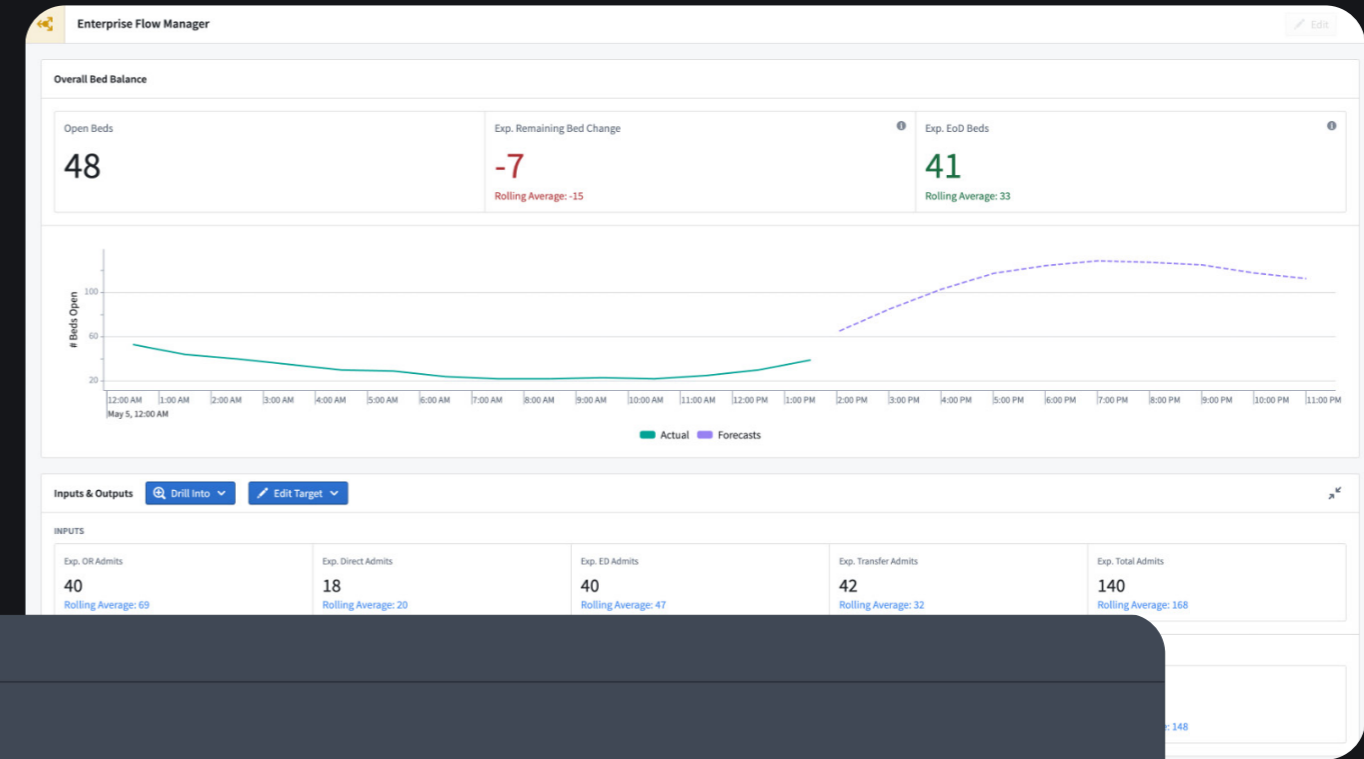 Enterprise Flow Manager
Edit
Overall Bed Balance
Open Beds
48
Exp. Remaining Bed Change
-7
Rolling Average: -15
Exp. EoD Beds
41
Rolling Average: 33
# Beds Open
100
60
20
12:00 AM 1:00 AM 2:00 AM 3:00 AM 4:00 AM 5:00 AM 6:00 AM 7:00 AM 8:00 AM 9:00 AM 10:00 AM 11:00 AM 12:00 PM 1:00 PM 2:00 PM 3:00 PM 4:00 PM 5:00 PM 6:00 PM 7:00 PM 8:00 PM 9:00 PM 10:00 PM 11:00 PM
May 5, 12:00 AM
Actual Forecasts
Inputs & Outputs Drill Into Edit Target
INPUTS
Exp. OR Admits
40
Rolling Average: 69
Exp. Direct Admits
18
Rolling Average: 20
Exp. ED Admits
40
Rolling Average: 47
Exp. Transfer Admits
42
Rolling Average: 32
Exp. Total Admits
140
Rolling Average: 168
: 148